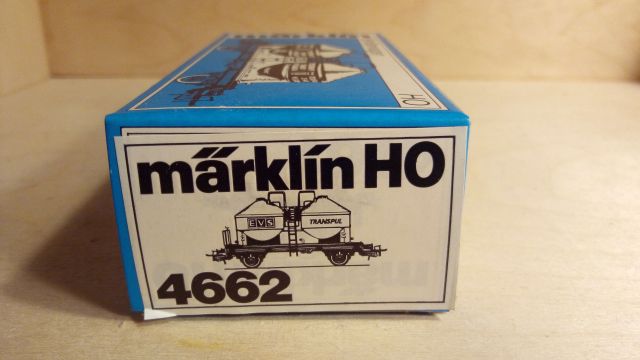 märklin HO
EVS TRANSPUL
4662
HO